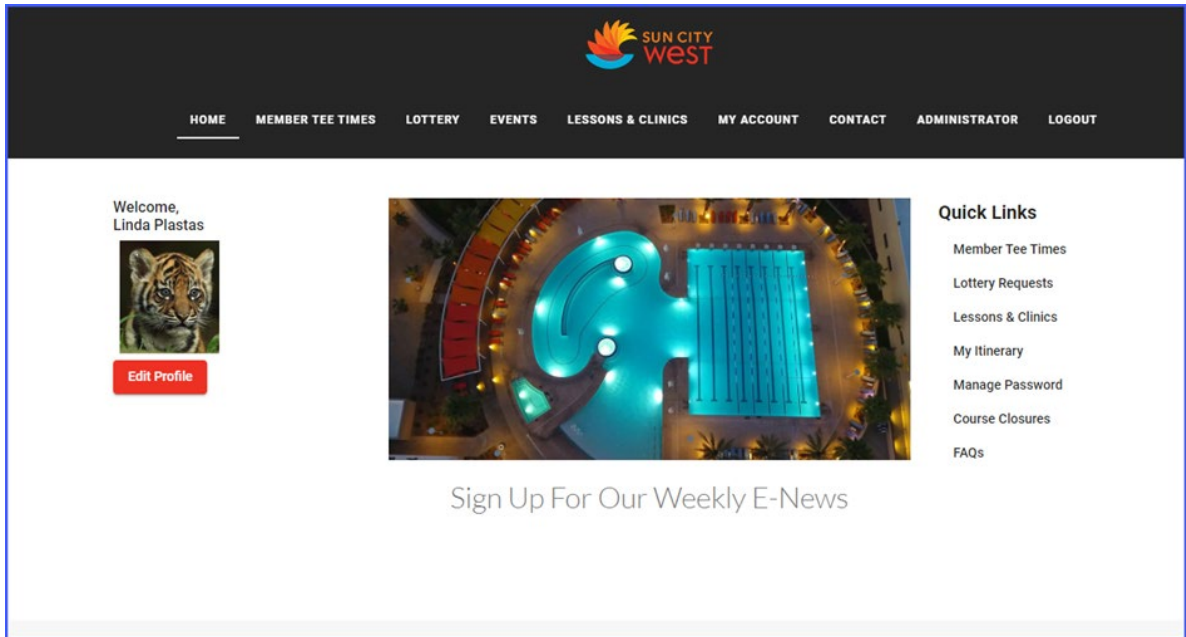 SUN CITY
west
HOME MEMBER TEE TIMES LOTTERY EVENTS LESSONS & CLINICS MY ACCOUNT CONTACT ADMINISTRATOR LOGOUT
Welcome,
Linda Plastas
Edit Profile
Sign Up For Our Weekly E-News
Quick Links
Member Tee Times
Lottery Requests
Lessons & Clinics
My Itinerary
Manage Password
Course Closures
FAQs